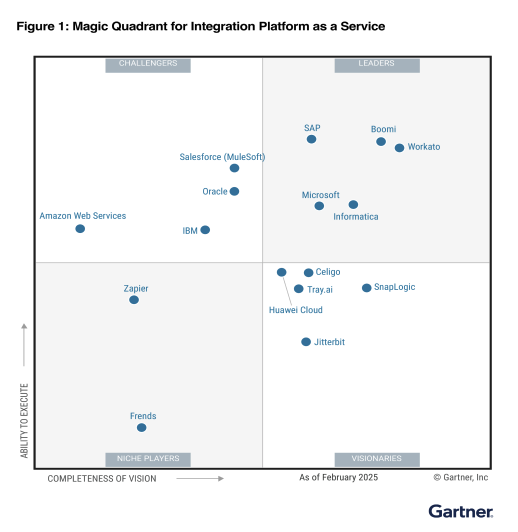 Figure 1: Magic Quadrant for Integration Platform as a Service
CHALLENGERS
LEADERS
SAP
Boomi
Workato
Salesforce (MuleSoft)
Oracle
Microsoft
Informatica
Amazon Web Services
IBM
Celigo
Tray.ai
SnapLogic
Zapier
Huawei Cloud
Jitterbit
Frends
ABILITY TO EXECUTE
NICHE PLAYERS
VISIONARIES
COMPLETENESS OF VISION
As of February 2025
© Gartner, Inc
Gartner